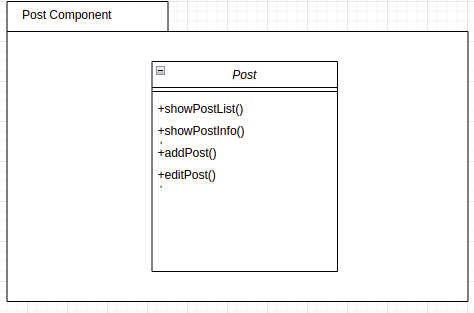 Post Component
Post
+showPostList()
+showPostInfo()
+addPost()
+editPost()